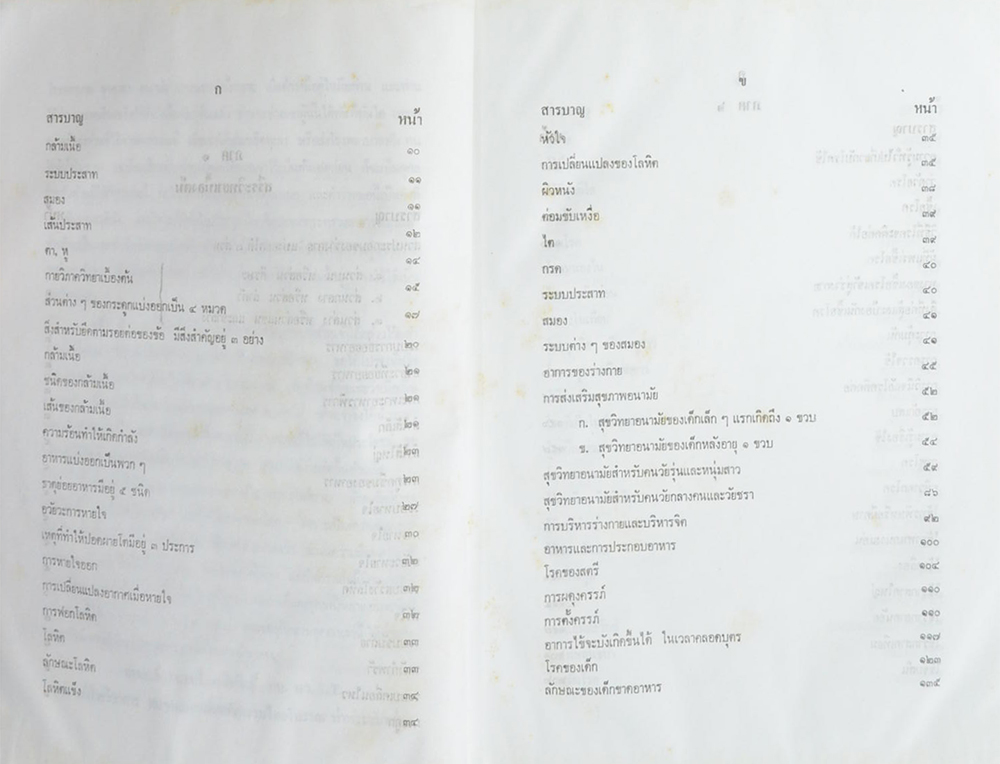 ก
สารบาญ หน้า
กล้ามเนื้อ ๑๐
ระบบประสาท ๑๑
สมอง ๑๑
เส้นประสาท ๑๒
ตา, หู ๑๔
กายวิภาควิทยาเบื้องต้น ๑๕
ส่วนต่าง ๆ ของกระดูกแบ่งออกเป็น ๔ หมวด ๑๗
สิ่งสำหรับยึดตามรอยต่อของข้อ มีสิ่งสำคัญอยู่ ๓ อย่าง ๒๐
กล้ามเนื้อ ๒๑
ชนิดของกล้ามเนื้อ ๒๑
เส้นของกล้ามเนื้อ ๒๑
ความร้อนทำให้เกิดกำลัง ๒๓
อาหารแบ่งออกเป็นพวก ๆ ๒๓
ธาตุย่อยอาหารมีอยู่ ๕ ชนิด ๒๗
อวัยวะการหายใจ ๓๐
เหตุที่ทำให้ปอดผายโตมีอยู่ ๓ ประการ ๓๒
การหายใจออก ๓๒
การเปลี่ยนแปลงอากาศเมื่อหายใจ ๓๒
การฟอกโลหิต ๓๓
โลหิต ๓๓
ลักษณะโลหิต ๓๔
โลหิตแข็ง ๓๔
ข
สารบาญ หน้า
หัวใจ ๓๕
การเปลี่ยนแปลงของโลหิต ๓๕
ผิวหนัง ๓๘
ต่อมขับเหงื่อ ๓๙
ไต ๓๙
กรด ๔๐
ระบบประสาท ๔๐
สมอง ๔๑
ระบบต่าง ๆ ของสมอง ๔๑
อาการของร่างกาย ๔๕
การส่งเสริมสุขภาพอนามัย ๕๒
ก. สุขวิทยาอนามัยของเด็กเล็ก ๆ แรกเกิดถึง ๑ ขวบ ๕๒
ข. สุขวิทยาอนามัยของเด็กหลังอายุ ๑ ขวบ ๕๔
สุขวิทยาอนามัยสำหรับคนวัยรุ่นและหนุ่มสาว ๕๙
สุขวิทยาอนามัยสำหรับคนวัยกลางคนและวัยชรา ๘๖
การบริหารร่างกายและบริหารจิต ๙๒
อาหารและการประกอบอาหาร ๑๐๐
โรคของสตรี ๑๐๔
การผดุงครรภ์ ๑๑๐
การตั้งครรภ์ ๑๑๐
อาการไข้จะบังเกิดขึ้นได้ ในเวลาคลอดบุตร ๑๑๗
โรคของเด็ก ๑๒๓
ลักษณะของเด็กขาดอาหาร ๑๓๕